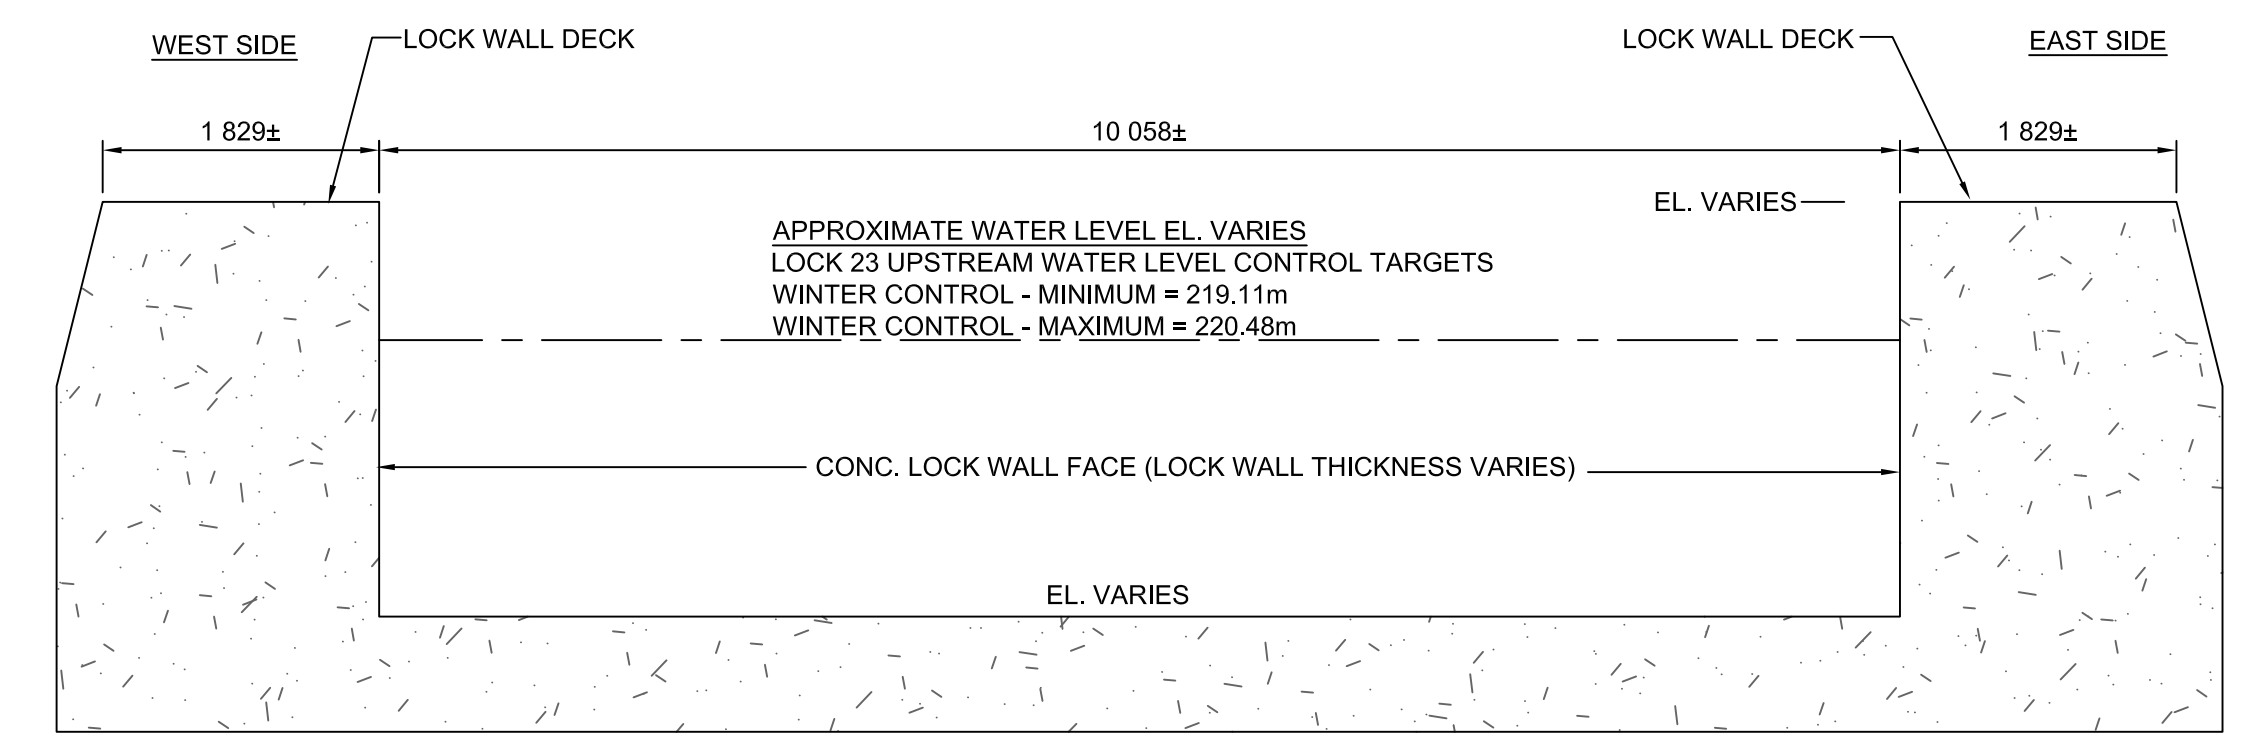 WEST SIDE
LOCK WALL DECK
LOCK WALL DECK
EAST SIDE
1 829±
10 058±
1 829±
EL. VARIES
APPROXIMATE WATER LEVEL EL. VARIES
LOCK 23 UPSTREAM WATER LEVEL CONTROL TARGETS
WINTER CONTROL - MINIMUM = 219.11m
WINTER CONTROL - MAXIMUM = 220.48m
CONC. LOCK WALL FACE (LOCK WALL THICKNESS VARIES)
EL. VARIES